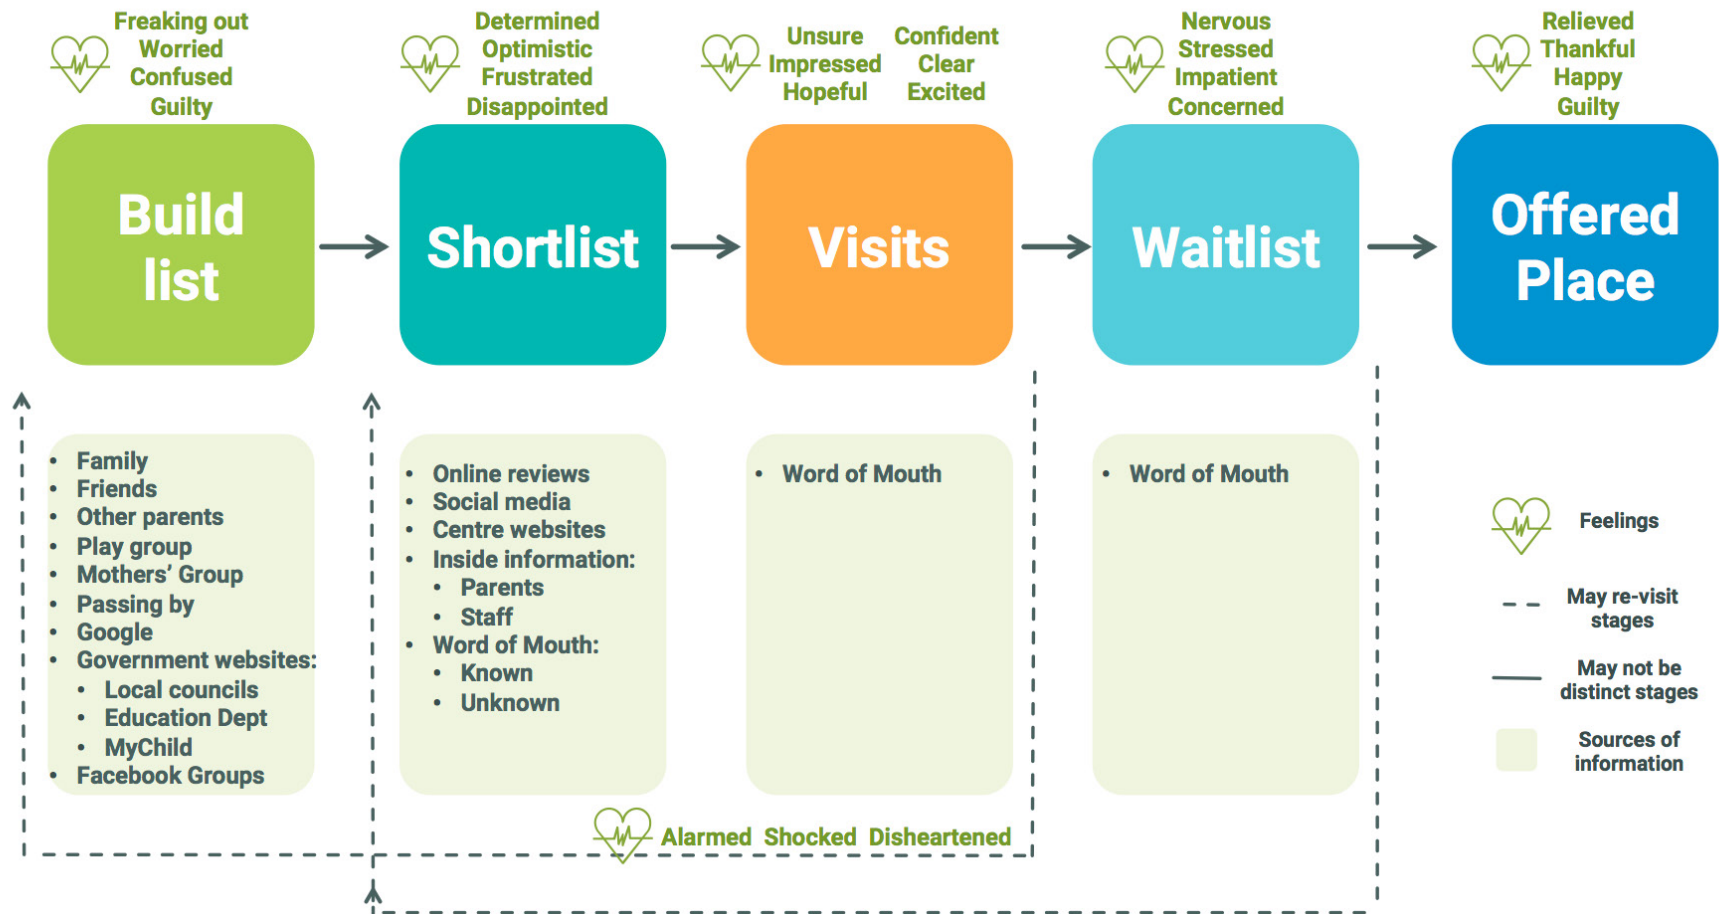 Freaking out
Worried
Confused
Guilty
Determined
Optimistic
Frustrated
Disappointed
Unsure
Impressed
Hopeful
Confident
Clear
Excited
Nervous
Stressed
Impatient
Concerned
Relieved
Thankful
Happy
Guilty
Build
list
Shortlist
Visits
Waitlist
Offered
Place
• Family
• Friends
• Other parents
• Play group
• Mothers’ Group
• Passing by
• Google
• Government websites:
• Local councils
• Education Dept
• MyChild
• Facebook Groups
• Online reviews
• Social media
• Centre websites
• Inside information:
• Parents
• Staff
• Word of Mouth:
• Known
• Unknown
• Word of Mouth
• Word of Mouth
Feelings
May re-visit
stages
May not be
distinct stages
Sources of
information
Alarmed Shocked Disheartened